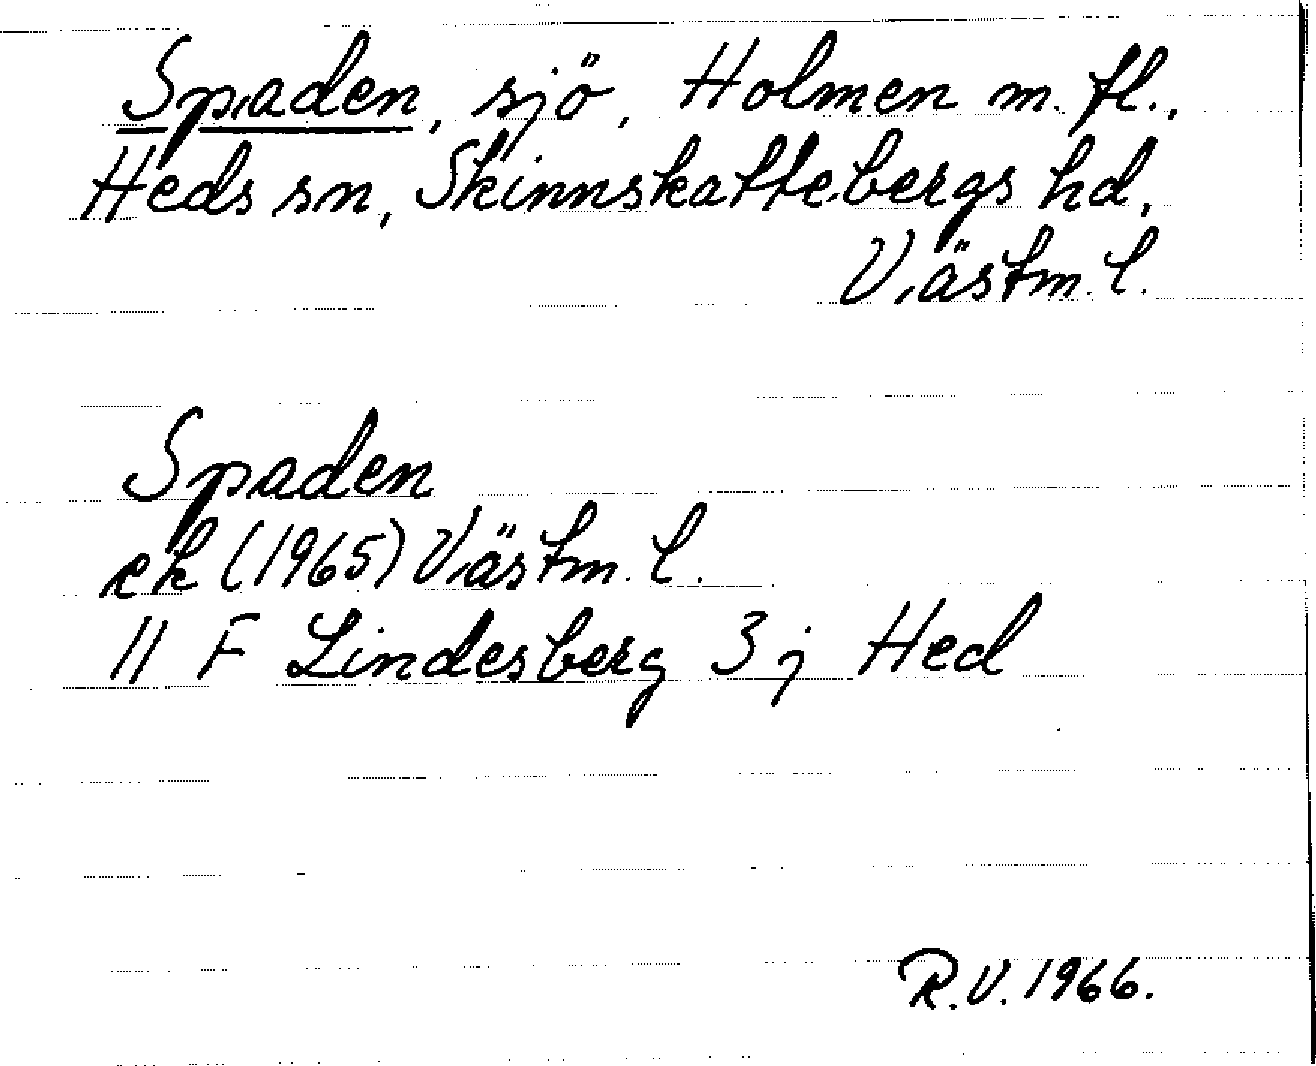 Spaden, sjö, Holmen m. fl.,
Heds sn, Skinnskattebergs hd,
Västm. l.
Spaden
ek (1965) Västm. l.
11 F Lindesberg 3 j Hed
R.V. 1966.